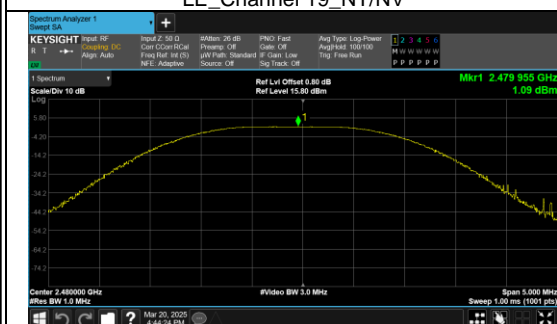 LE_Channel 19_NT/NV
Spectrum Analyzer 1
Swept SA
KEYSIGHT Input: RF Input Z: 50 Ω #Atten: 26 dB PNO: Fast Avg Type: Log-Power 1 2 3 4 5 6
R T Coupling: DC Corr CCorr RCal Preamp: Off Gate: Off Avg|Hold: 100/100 M W W W W W
Align: Auto Freq Ref: Int (S) µW Path: Standard IF Gain: Low Trig: Free Run
NFE: Adaptive Source: Off Sig Track: Off P P P P P P
1 Spectrum
Scale/Div 10 dB
Ref Lvl Offset 0.80 dB
Ref Level 15.80 dBm
Mkr1 2.479 955 GHz
1.09 dBm
Log
1
5.80
-4.20
-14.2
-24.2
-34.2
-44.2
-54.2
-64.2
-74.2
Center 2.480000 GHz #Video BW 3.0 MHz Span 5.000 MHz
#Res BW 1.0 MHz Sweep 1.00 ms (1001 pts)
? Mar 20, 2025
4:44:24 PM